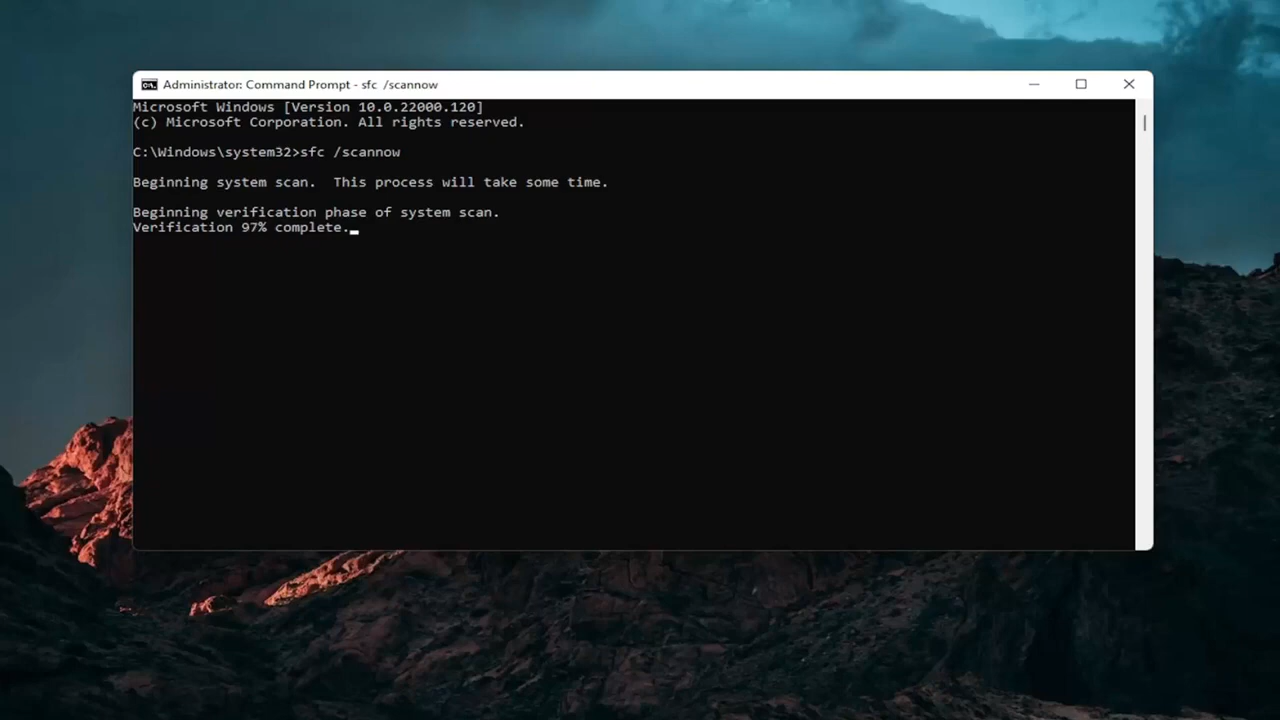 Administrator: Command Prompt - sfc  /scannow
Microsoft Windows [Version 10.0.22000.120]
(c) Microsoft Corporation. All rights reserved.
C:\Windows\system32>sfc /scannow
Beginning system scan.  This process will take some time.
Beginning verification phase of system scan.
Verification 97% complete.